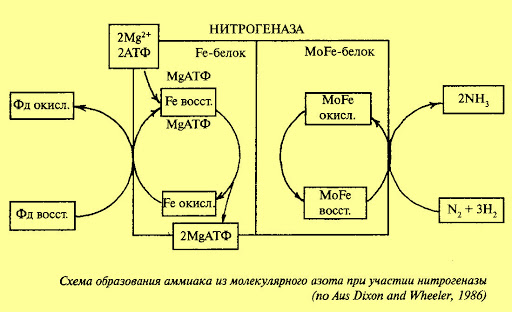 НИТРОГЕНАЗА
2Mg²⁺
2АТФ
Fe-белок
MoFe-белок
MgАТФ
Fe восст.
MgАТФ
Фд окисл.
MoFe
окисл.
2NH₃
Фд восст.
Fe окисл.
MoFe
восст.
N₂ + 3H₂
2MgАТФ
Схема образования аммиака из молекулярного азота при участии нитрогеназы
(по Aus Dixon and Wheeler, 1986)